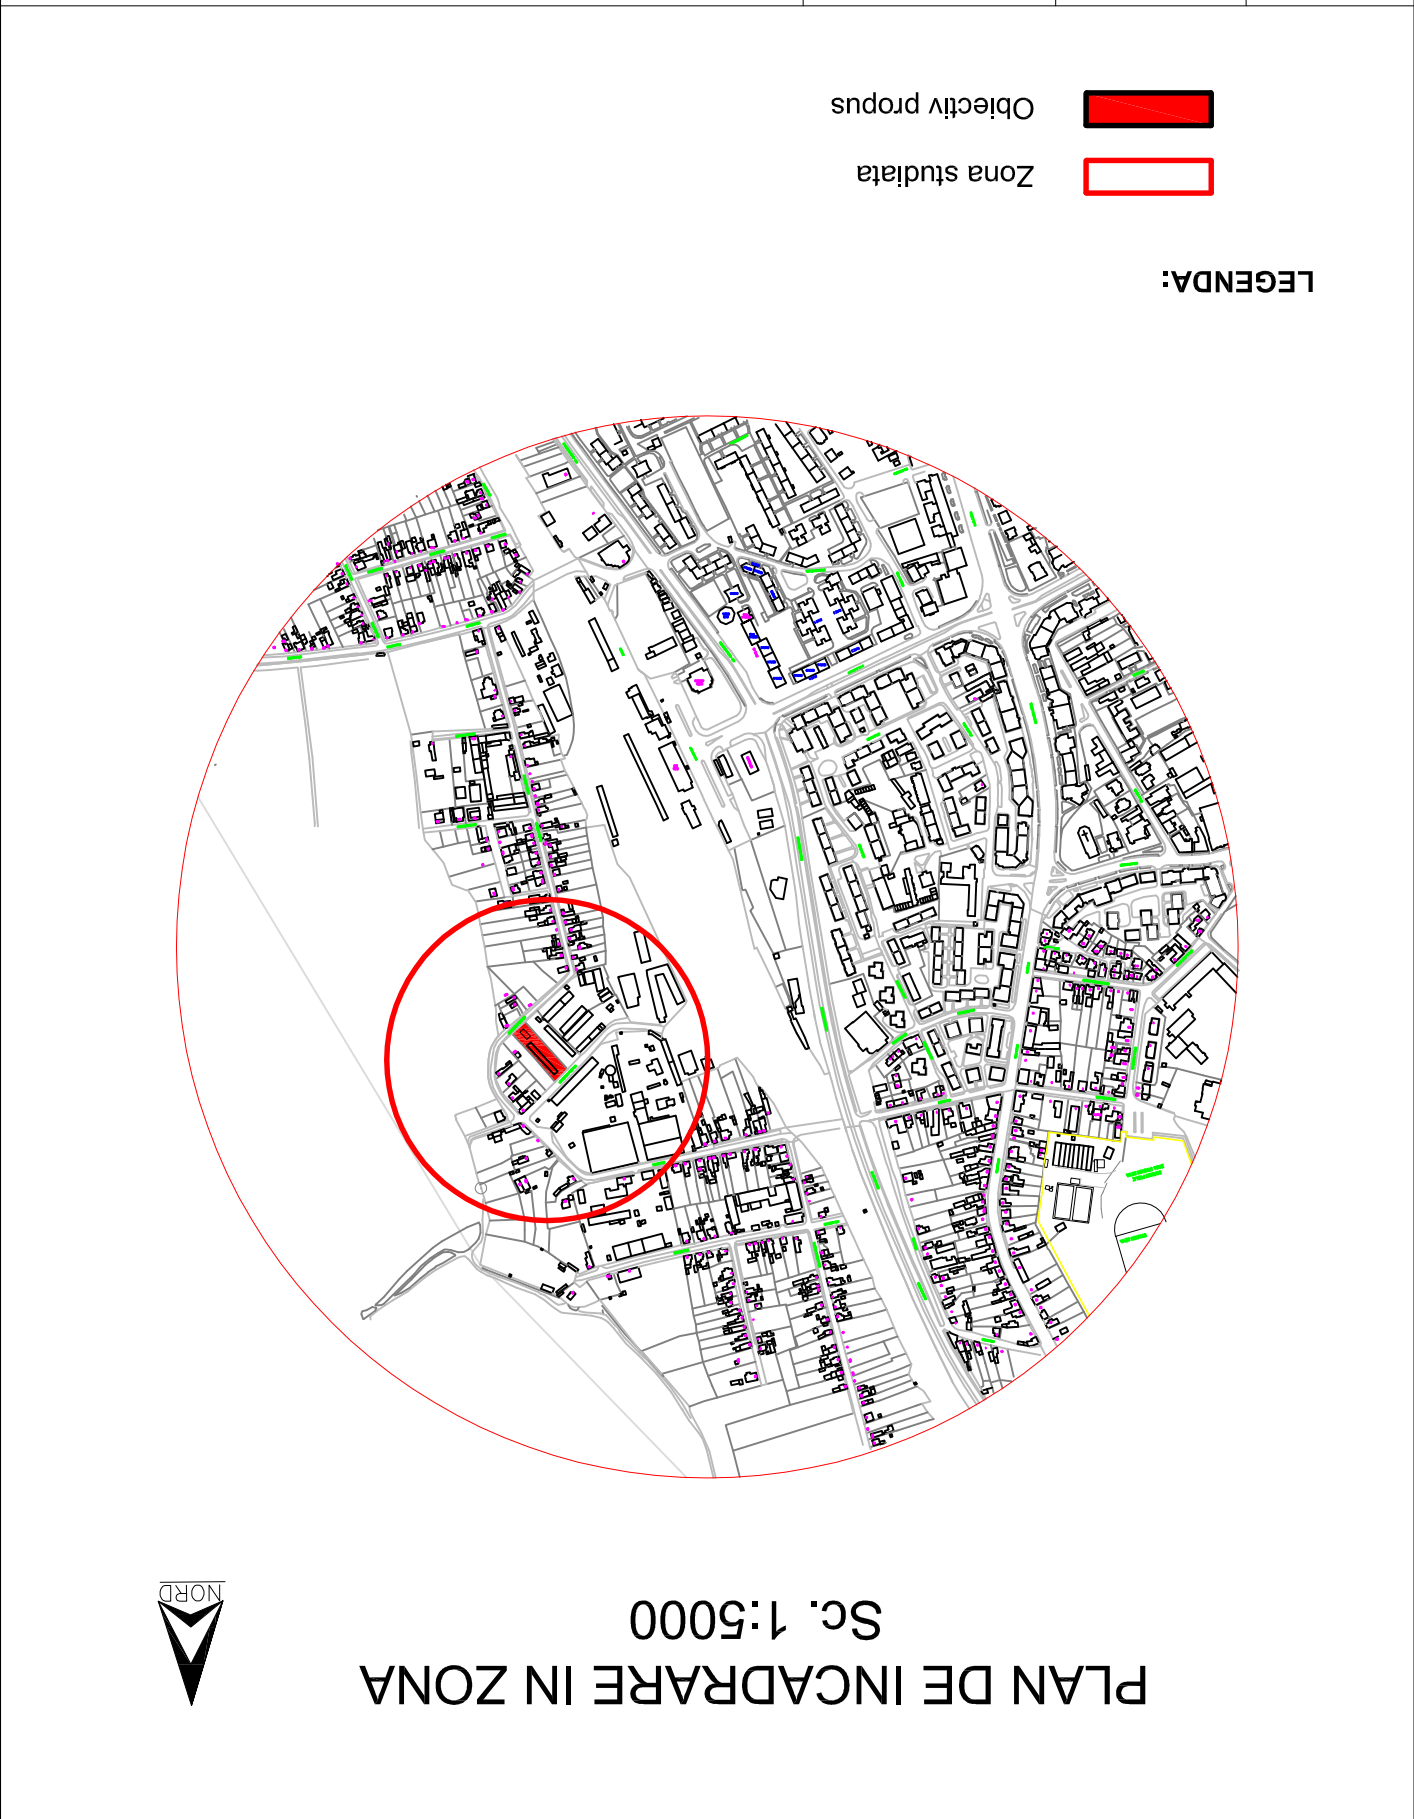 PLAN DE INCADRARE IN ZONA
Sc. 1:5000
NORD
LEGENDA:
Zona studiata
Obiectiv propus